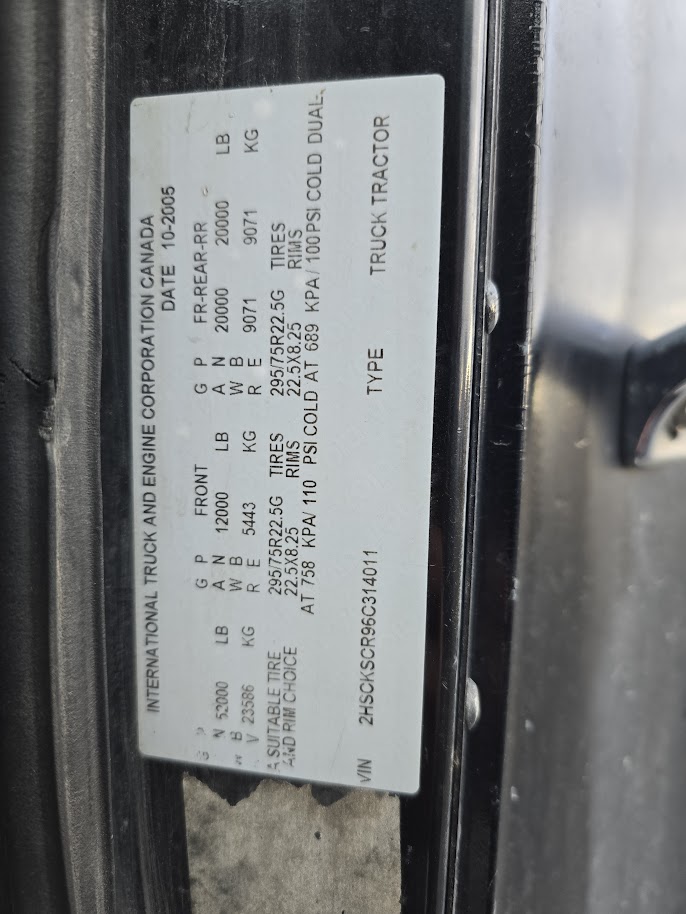 INTERNATIONAL TRUCK AND ENGINE CORPORATION CANADA
DATE 10-2005
G P FRONT G P FR-REAR-RR
N 52000 LB A N 12000 LB A N 20000 20000 LB
B W B W B
V 23586 KG R E 5443 KG R E 9071 9071 KG
A SUITABLE TIRE 295/75R22.5G TIRES 295/75R22.5G TIRES
AND RIM CHOICE 22.5X8.25 RIMS 22.5X8.25 RIMS
AT 758 KPA/ 110 PSI COLD AT 689 KPA/ 100PSI COLD DUAL
VIN 2HSCKSCR96C314011 TYPE TRUCK TRACTOR